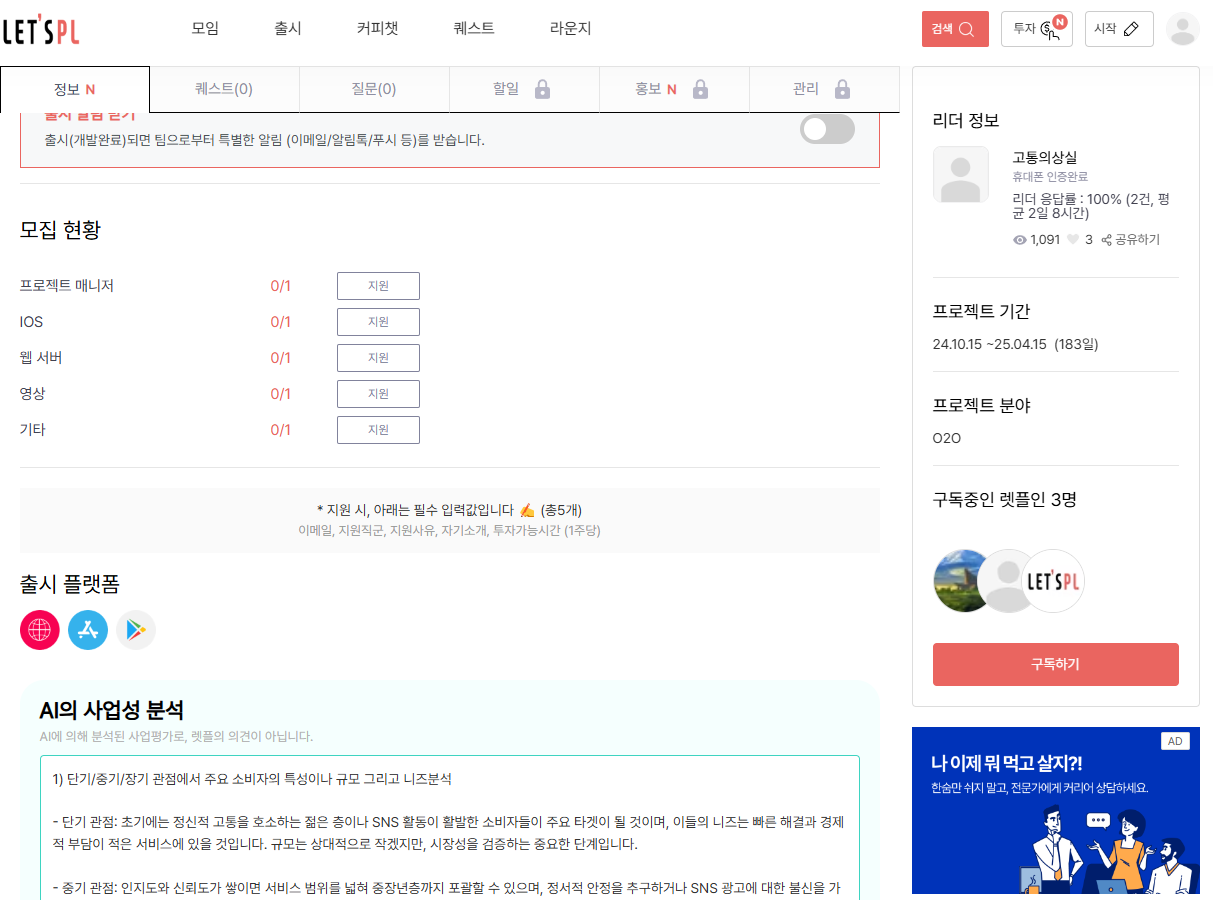 LET'SPL
모임
출시
커피챗
퀘스트
라운지
검색
투자 N
시작
정보 N
퀘스트(0)
질문(0)
할일
홍보 N
관리
출시 알림 받기
출시(개발완료)되면 팀으로부터 특별한 알림 (이메일/알림톡/푸시 등)를 받습니다.
모집 현황
프로젝트 매니저 0/1 지원
IOS 0/1 지원
웹 서버 0/1 지원
영상 0/1 지원
기타 0/1 지원
* 지원 시, 아래는 필수 입력값입니다 ✍️ (총5개)
이메일, 지원직군, 지원사유, 자기소개, 투자가능시간 (1주당)
출시 플랫폼
AI의 사업성 분석
AI에 의해 분석된 사업평가로, 렛플의 의견이 아닙니다.
1) 단기/중기/장기 관점에서 주요 소비자의 특성이나 규모 그리고 니즈분석
- 단기 관점: 초기에는 정신적 고통을 호소하는 젊은 층이나 SNS 활동이 활발한 소비자들이 주요 타겟이 될 것이며, 이들의 니즈는 빠른 해결과 경제
적 부담이 적은 서비스에 있을 것입니다. 규모는 상대적으로 작겠지만, 시장성을 검증하는 중요한 단계입니다.
- 중기 관점: 인지도와 신뢰도가 쌓이면 서비스 범위를 넓혀 중장년층까지 포괄할 수 있으며, 정서적 안정을 추구하거나 SNS 광고에 대한 불신을 가
리더 정보
고통의상실
휴대폰 인증완료
리더 응답률 : 100% (2건, 평
균 2일 8시간)
1,091 3 공유하기
프로젝트 기간
24.10.15 ~25.04.15 (183일)
프로젝트 분야
O2O
구독중인 렛플인 3명
LET'SPL
구독하기
AD
나 이제 뭐 먹고 살지?!
한숨만 쉬지 말고, 전문가에게 커리어 상담하세요.